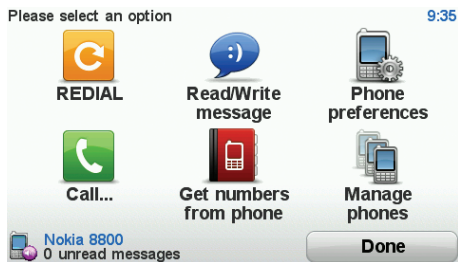 Please select an option 9:35
:)
REDIAL Read/Write message Phone preferences
Call... Get numbers from phone Manage phones
Nokia 8800
0 unread messages
Done